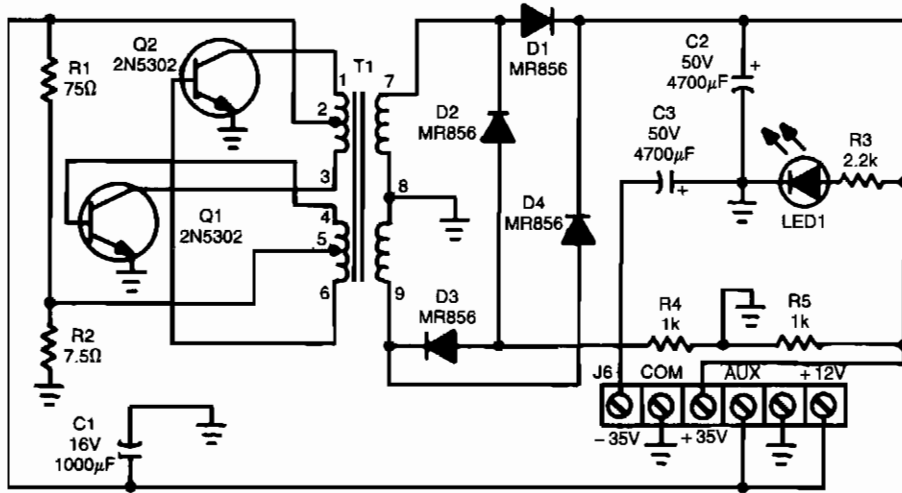 Q2
2N5302
R1
75Ω
T1
1
2
3
4
5
6
7
8
9
Q1
2N5302
R2
7.5Ω
C1
16V
1000μF
D1
MR856
D2
MR856
D4
MR856
D3
MR856
C2
50V
4700μF
+
C3
50V
4700μF
+
R3
2.2k
LED1
R4
1k
R5
1k
J6 COM AUX +12V
-35V +35V